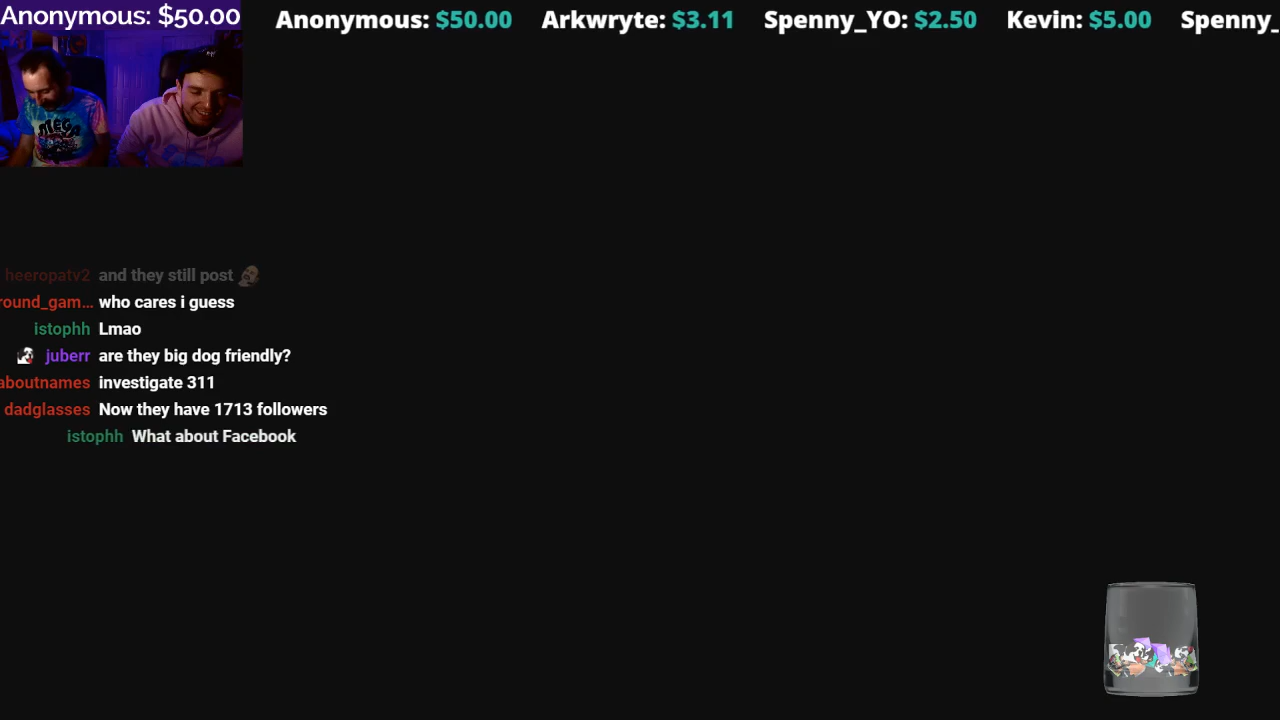 Anonymous: $50.00
Anonymous: $50.00 Arkwryte: $3.11 Spenny_YO: $2.50 Kevin: $5.00 Spenny_
MEGA
heeropatv2 and they still post
round_gam… who cares i guess
istophh Lmao
juberr are they big dog friendly?
aboutnames investigate 311
dadglasses Now they have 1713 followers
istophh What about Facebook